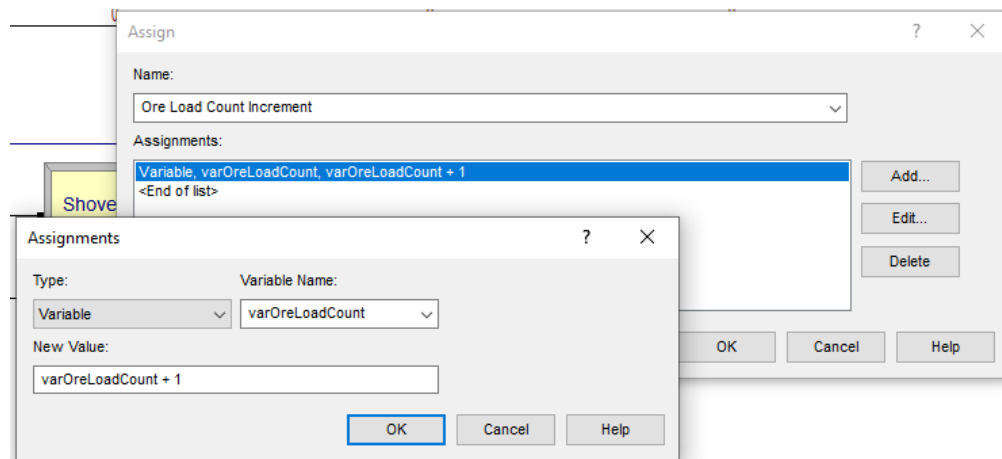 Assign
?
Name:
Ore Load Count Increment
Assignments:
Variable, varOreLoadCount, varOreLoadCount + 1
<End of list>
Add...
Edit...
Delete
OK
Cancel
Help
Shove
Assignments
?
Type:
Variable Name:
Variable
varOreLoadCount
New Value:
varOreLoadCount + 1
OK
Cancel
Help